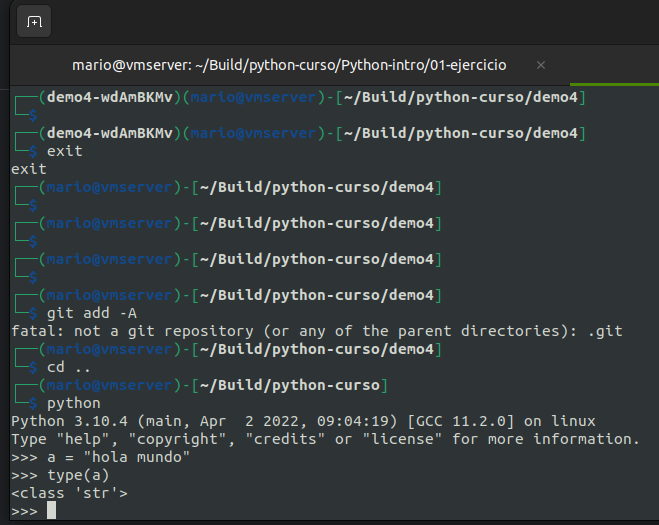 mario@vmserver: ~/Build/python-curso/Python-intro/01-ejercicio ×
┌──(demo4-wdAmBKMv)(mario@vmserver)-[~/Build/python-curso/demo4]
└─$
┌──(demo4-wdAmBKMv)(mario@vmserver)-[~/Build/python-curso/demo4]
└─$ exit
exit
┌──(mario@vmserver)-[~/Build/python-curso/demo4]
└─$
┌──(mario@vmserver)-[~/Build/python-curso/demo4]
└─$
┌──(mario@vmserver)-[~/Build/python-curso/demo4]
└─$
┌──(mario@vmserver)-[~/Build/python-curso/demo4]
└─$ git add -A
fatal: not a git repository (or any of the parent directories): .git
┌──(mario@vmserver)-[~/Build/python-curso/demo4]
└─$ cd ..
┌──(mario@vmserver)-[~/Build/python-curso]
└─$ python
Python 3.10.4 (main, Apr  2 2022, 09:04:19) [GCC 11.2.0] on linux
Type "help", "copyright", "credits" or "license" for more information.
>>> a = "hola mundo"
>>> type(a)
<class 'str'>
>>>